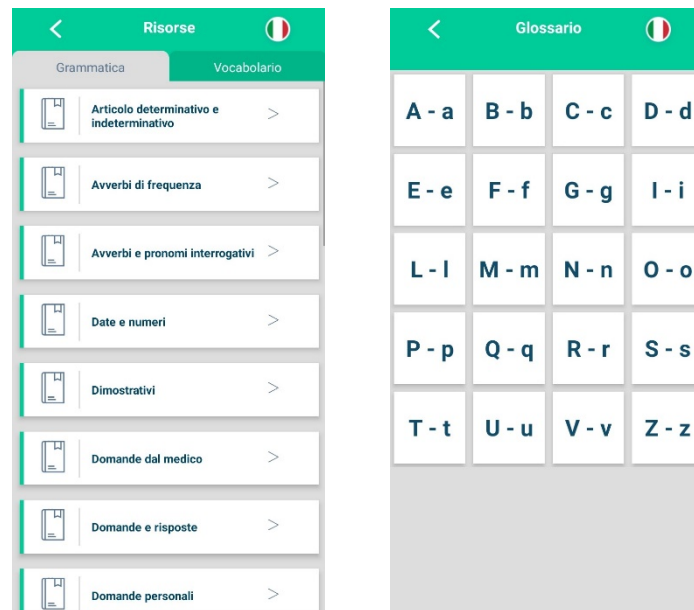 Risorse
Grammatica Vocabolario
Articolo determinativo e
indeterminativo
Avverbi di frequenza
Avverbi e pronomi interrogativi
Date e numeri
Dimostrativi
Domande dal medico
Domande e risposte
Domande personali
Glossario
A - a B - b C - c D - d
E - e F - f G - g I - i
L - l M - m N - n O - o
P - p Q - q R - r S - s
T - t U - u V - v Z - z